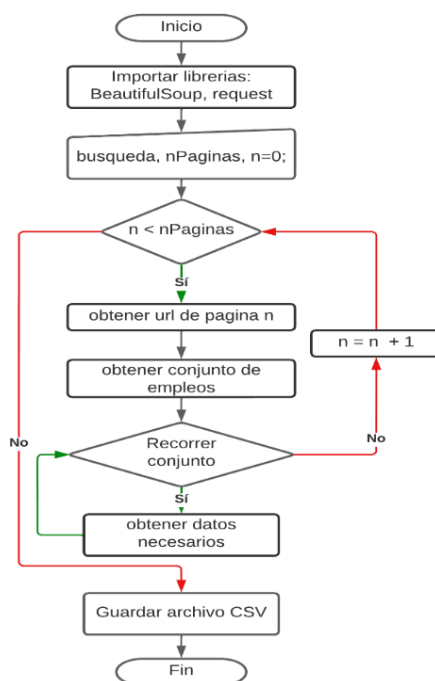 Inicio
Importar librerias:
BeautifulSoup, request
busqueda, nPaginas, n=0;
n < nPaginas
Sí
obtener url de pagina n
n = n + 1
obtener conjunto de
empleos
No
Recorrer
conjunto
No
Sí
obtener datos
necesarios
Guardar archivo CSV
Fin